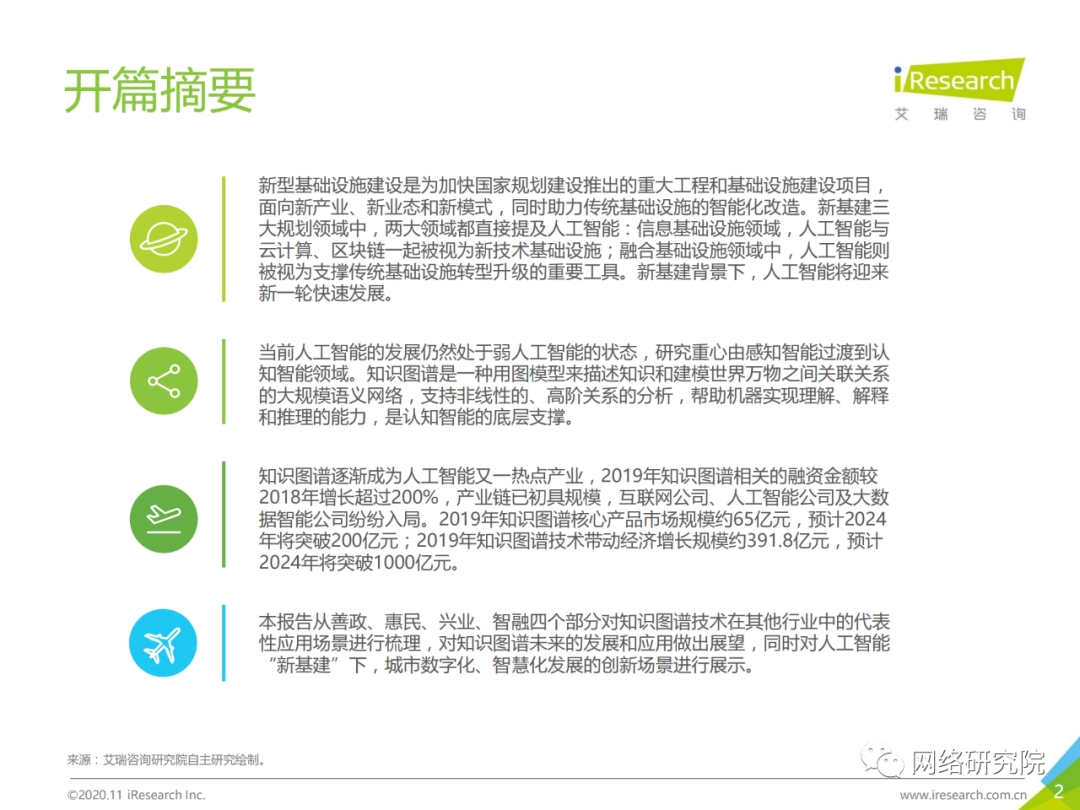 开篇摘要
iResearch
艾瑞咨询
新型基础设施建设是为加快国家规划建设推出的重大工程和基础设施建设项目，
面向新产业、新业态和新模式，同时助力传统基础设施的智能化改造。新基建三
大规划领域中，两大领域都直接提及人工智能：信息基础设施领域，人工智能与
云计算、区块链一起被视为新技术基础设施；融合基础设施领域中，人工智能则
被视为支撑传统基础设施转型升级的重要工具。新基建背景下，人工智能将迎来
新一轮快速发展。
当前人工智能的发展仍然处于弱人工智能的状态，研究重心由感知智能过渡到认
知智能领域。知识图谱是一种用图模型来描述知识和建模世界万物之间关联关系
的大规模语义网络，支持非线性的、高阶关系的分析，帮助机器实现理解、解释
和推理的能力，是认知智能的底层支撑。
知识图谱逐渐成为人工智能又一热点产业，2019年知识图谱相关的融资金额较
2018年增长超过200%，产业链已初具规模，互联网公司、人工智能公司及大数
据智能公司纷纷入局。2019年知识图谱核心产品市场规模约65亿元，预计2024
年将突破200亿元；2019年知识图谱技术带动经济增长规模约391.8亿元，预计
2024年将突破1000亿元。
本报告从善政、惠民、兴业、智融四个部分对知识图谱技术在其他行业中的代表
性应用场景进行梳理，对知识图谱未来的发展和应用做出展望，同时对人工智能
“新基建”下，城市数字化、智慧化发展的创新场景进行展示。
来源：艾瑞咨询研究院自主研究绘制。
网络研究院
©2020.11 iResearch Inc.
www.iresearch.com.cn
2